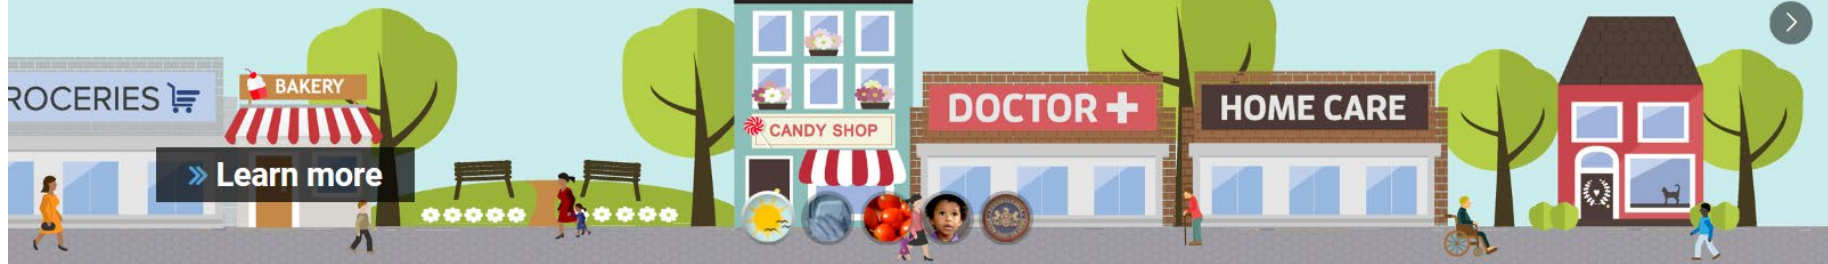 ROCERIES
BAKERY
» Learn more
CANDY SHOP
DOCTOR
HOME CARE